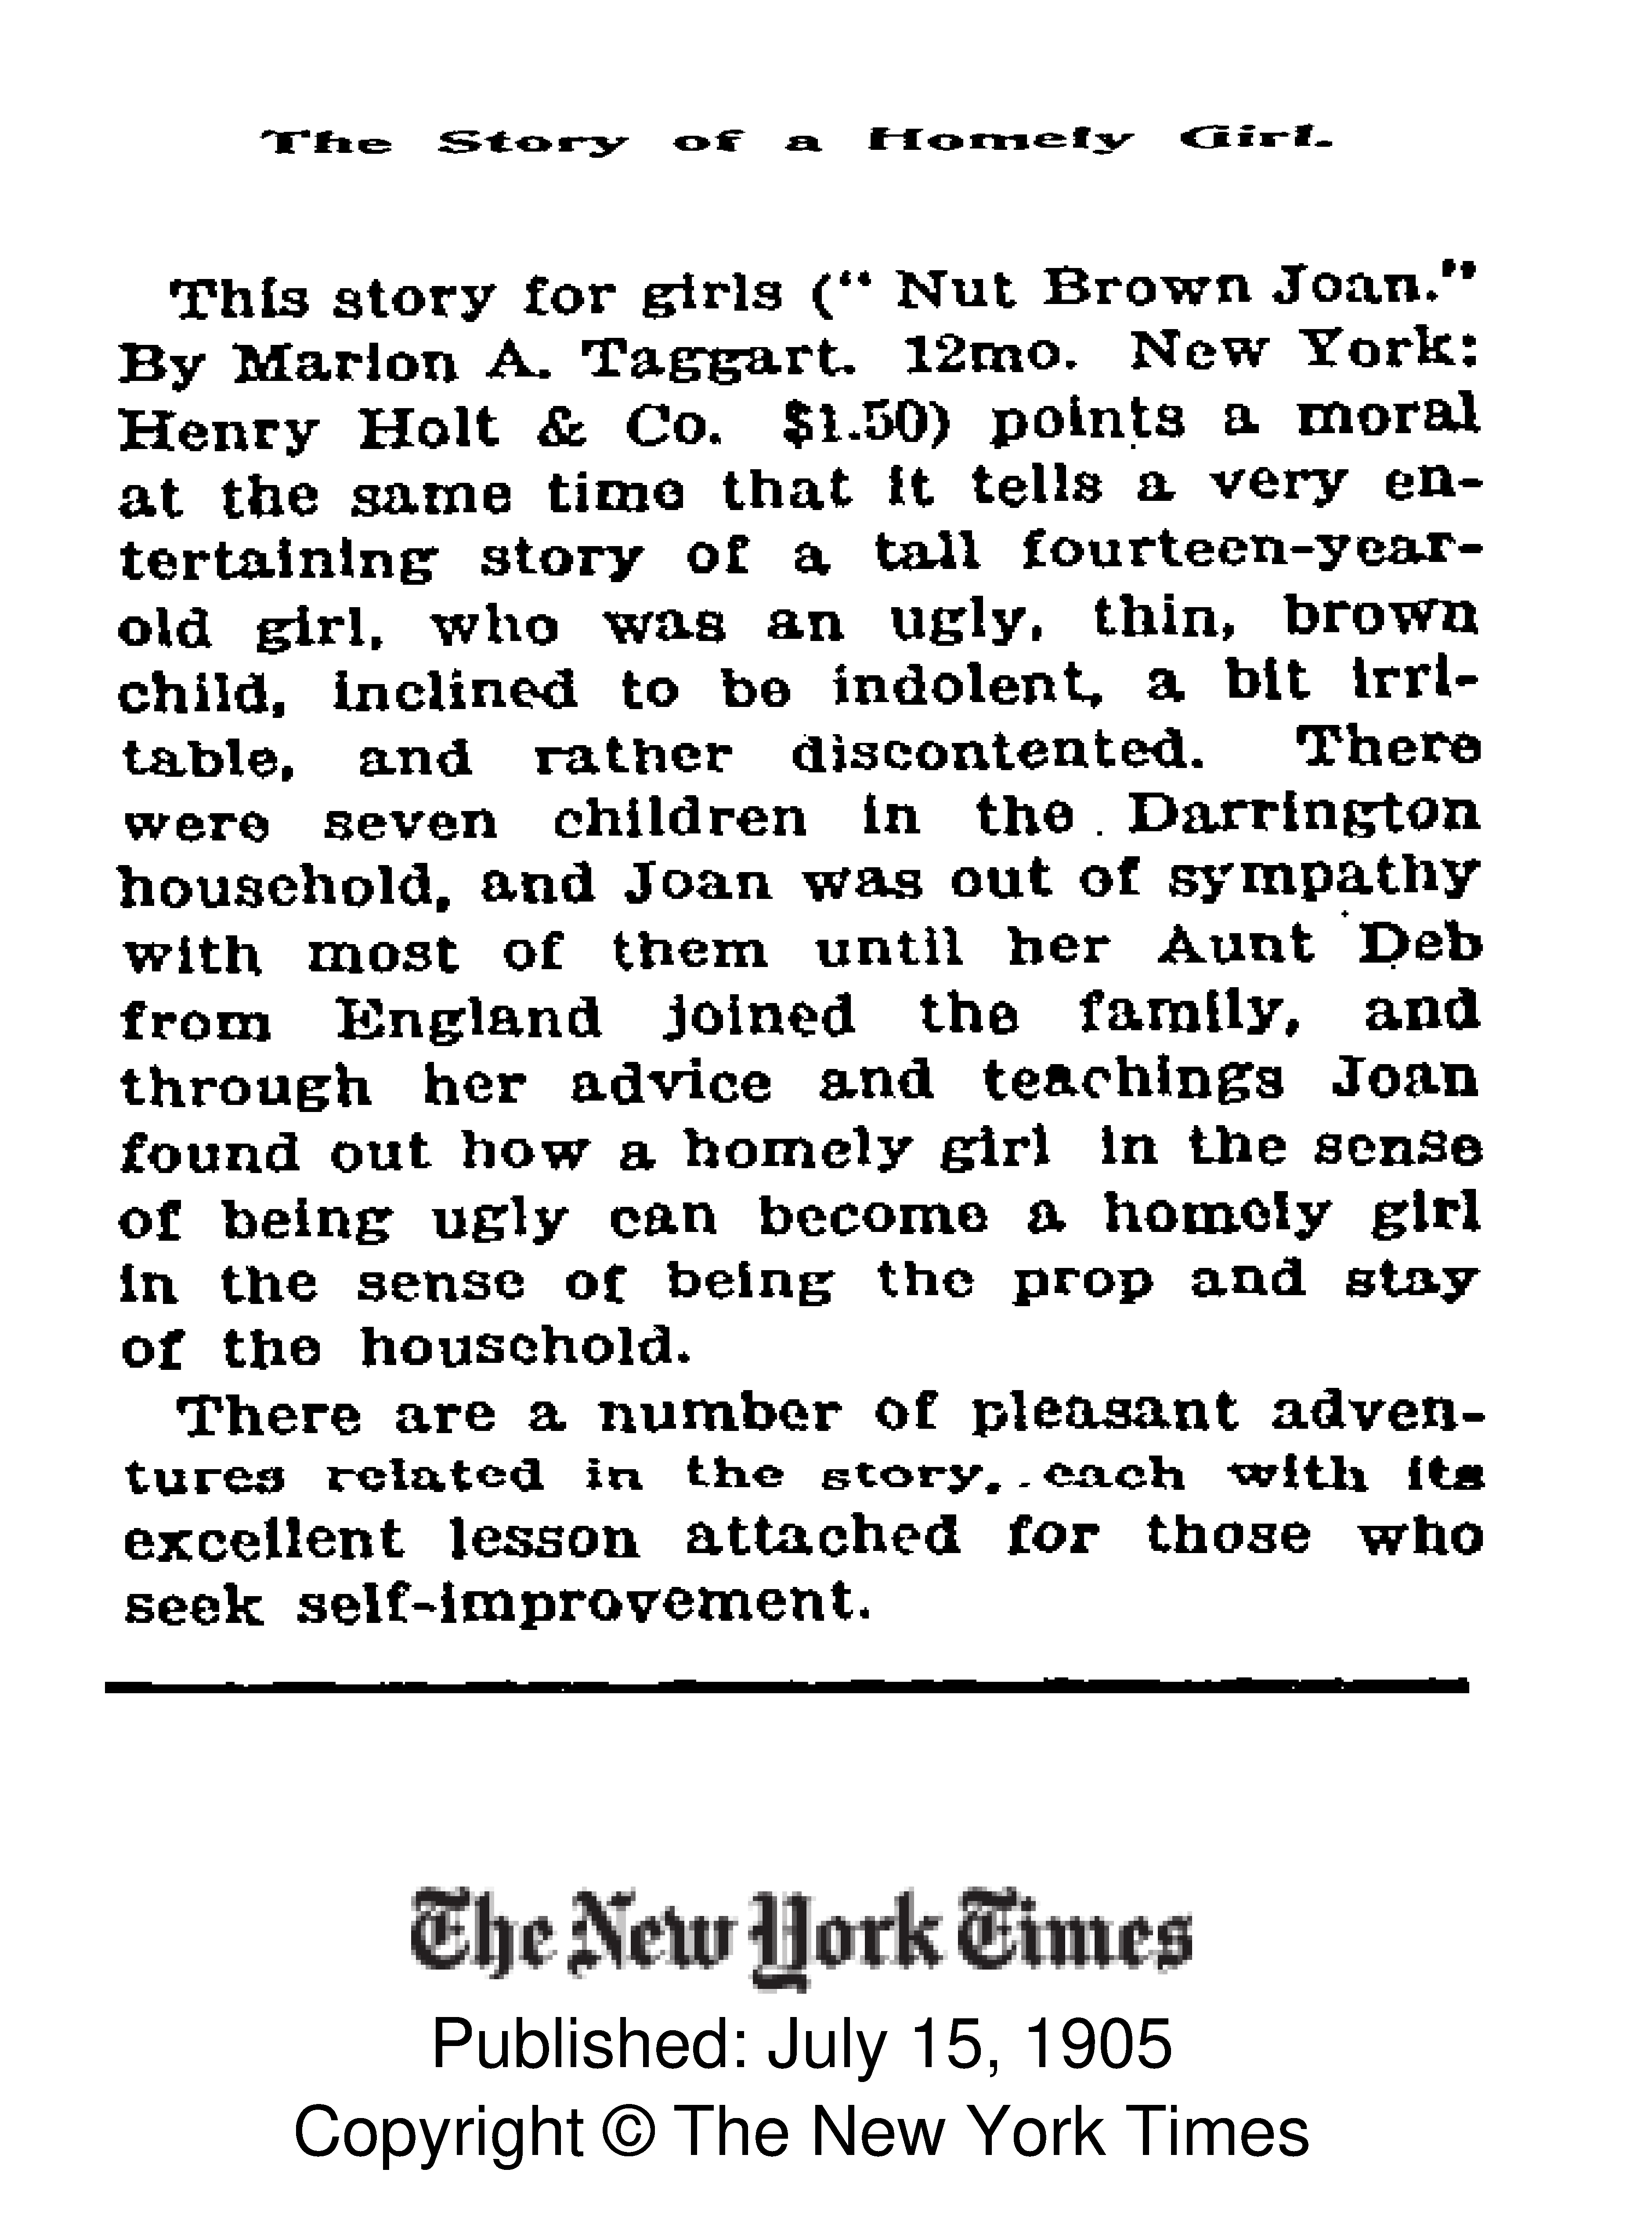 The Story of a Homely Girl.
This story for girls (“ Nut Brown Joan.”
By Marion A. Taggart. 12mo. New York:
Henry Holt & Co. $1.50) points a moral
at the same time that it tells a very en-
tertaining story of a tall fourteen-year-
old girl, who was an ugly, thin, brown
child, inclined to be indolent, a bit irri-
table, and rather discontented. There
were seven children in the Darrington
household, and Joan was out of sympathy
with most of them until her Aunt Deb
from England joined the family, and
through her advice and teachings Joan
found out how a homely girl in the sense
of being ugly can become a homely girl
in the sense of being the prop and stay
of the household.
There are a number of pleasant adven-
tures related in the story, each with its
excellent lesson attached for those who
seek self-improvement.
The New York Times
Published: July 15, 1905
Copyright © The New York Times